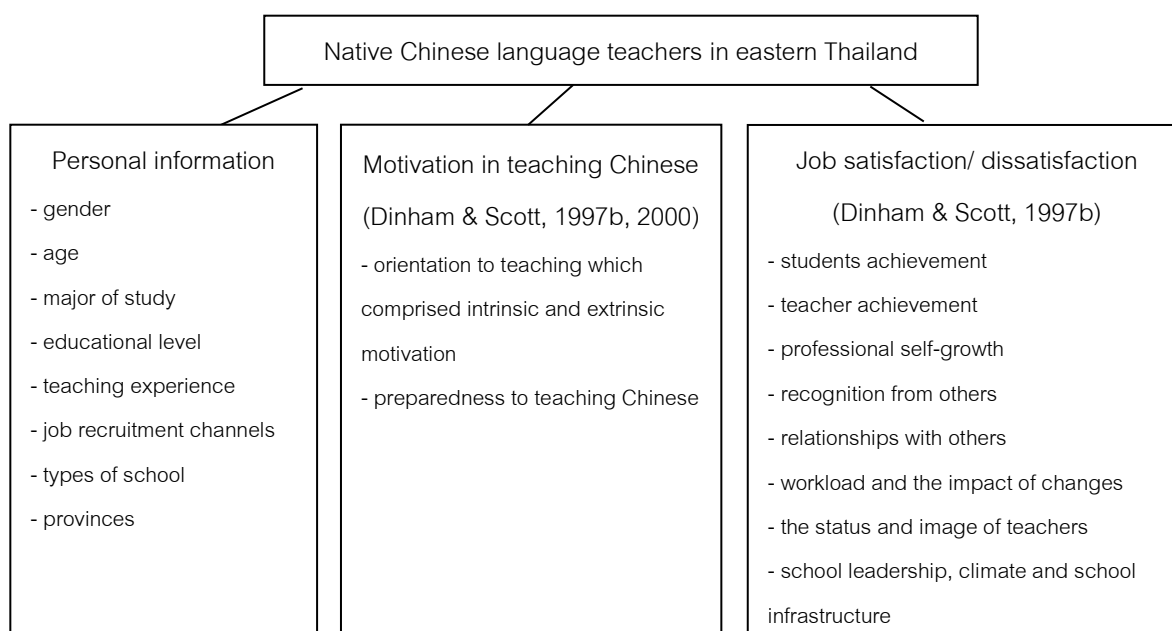 Native Chinese language teachers in eastern Thailand
Personal information
- gender
- age
- major of study
- educational level
- teaching experience
- job recruitment channels
- types of school
- provinces
Motivation in teaching Chinese
(Dinham & Scott, 1997b, 2000)
- orientation to teaching which
comprised intrinsic and extrinsic
motivation
- preparedness to teaching Chinese
Job satisfaction/ dissatisfaction
(Dinham & Scott, 1997b)
- students achievement
- teacher achievement
- professional self-growth
- recognition from others
- relationships with others
- workload and the impact of changes
- the status and image of teachers
- school leadership, climate and school
infrastructure